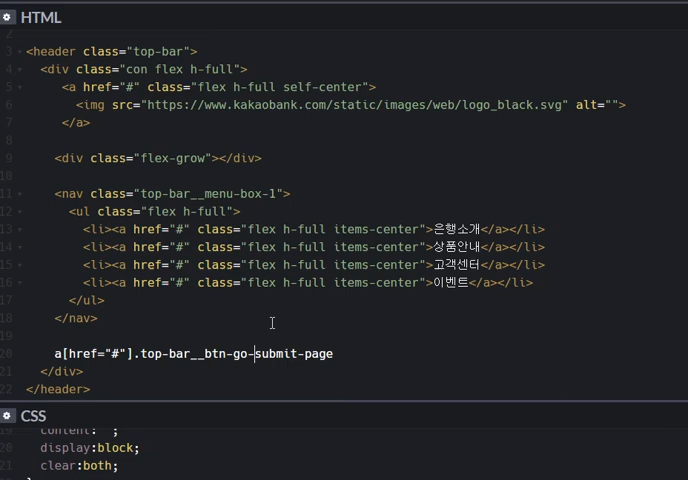 HTML
2
3 <header class="top-bar">
4 <div class="con flex h-full">
5 <a href="#" class="flex h-full self-center">
6 <img src="https://www.kakaobank.com/static/images/web/logo_black.svg" alt="">
7 </a>
8
9 <div class="flex-grow"></div>
10
11 <nav class="top-bar__menu-box-1">
12 <ul class="flex h-full">
13 <li><a href="#" class="flex h-full items-center">은행소개</a></li>
14 <li><a href="#" class="flex h-full items-center">상품안내</a></li>
15 <li><a href="#" class="flex h-full items-center">고객센터</a></li>
16 <li><a href="#" class="flex h-full items-center">이벤트</a></li>
17 </ul>
18 </nav>
19
20 a[href="#"].top-bar__btn-go-submit-page
21 </div>
22 </header>
CSS
19 content:" ";
20 display:block;
21 clear:both;